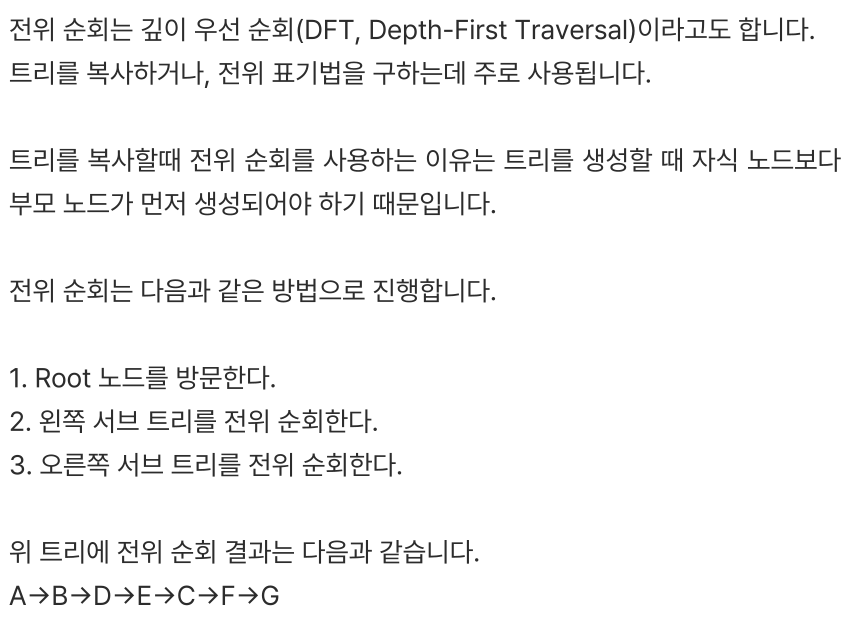 전위 순회는 깊이 우선 순회(DFT, Depth-First Traversal)이라고도 합니다.
트리를 복사하거나, 전위 표기법을 구하는데 주로 사용됩니다.
트리를 복사할때 전위 순회를 사용하는 이유는 트리를 생성할 때 자식 노드보다
부모 노드가 먼저 생성되어야 하기 때문입니다.
전위 순회는 다음과 같은 방법으로 진행합니다.
1. Root 노드를 방문한다.
2. 왼쪽 서브 트리를 전위 순회한다.
3. 오른쪽 서브 트리를 전위 순회한다.
위 트리에 전위 순회 결과는 다음과 같습니다.
A→B→D→E→C→F→G